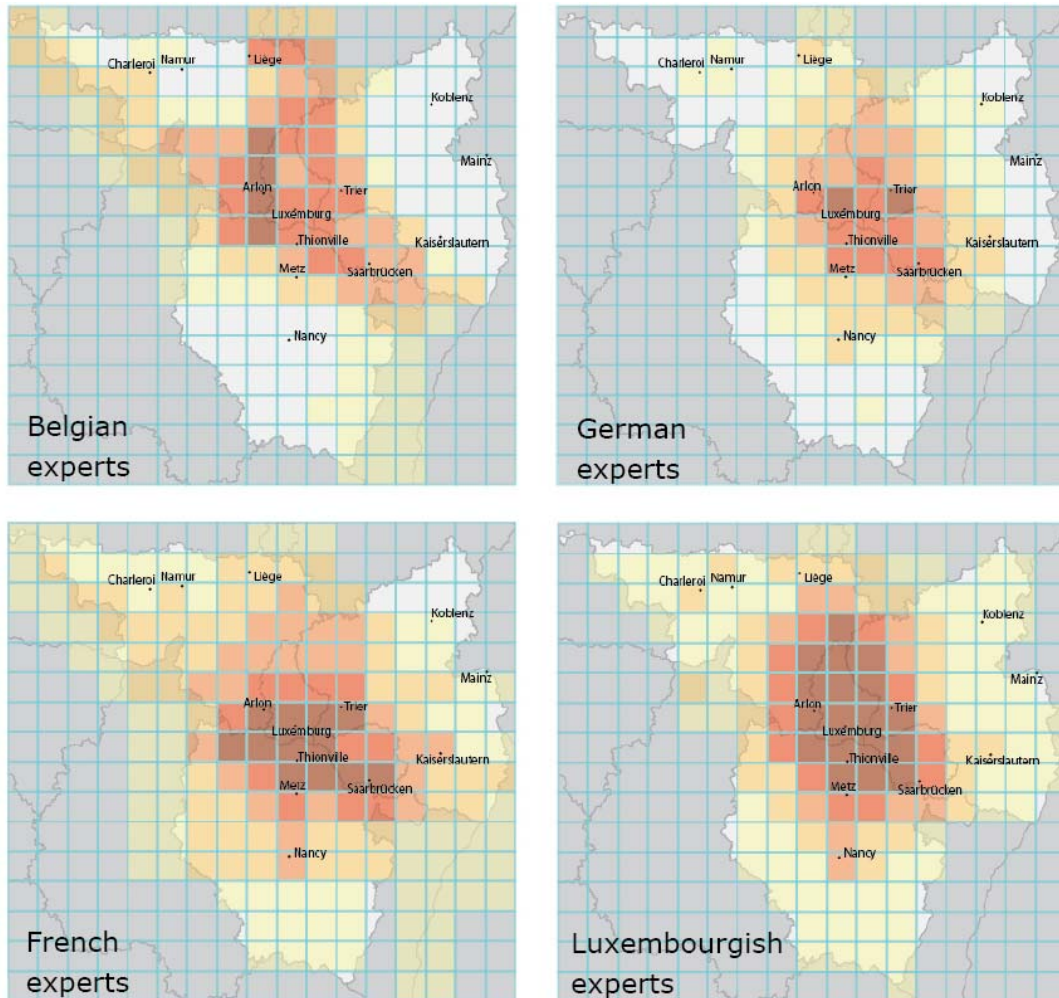 Charleroi
Namur
Liège
Koblenz
Mainz
Arlon
Trier
Luxemburg
Thionville
Kaiserslautern
Metz
Saarbrücken
Nancy
Belgian
experts
Charleroi
Namur
Liège
Koblenz
Mainz
Arlon
Trier
Luxemburg
Thionville
Kaiserslautern
Metz
Saarbrücken
Nancy
German
experts
Charleroi
Namur
Liège
Koblenz
Mainz
Arlon
Trier
Luxemburg
Thionville
Kaiserslautern
Metz
Saarbrücken
Nancy
French
experts
Charleroi
Namur
Liège
Koblenz
Mainz
Arlon
Trier
Luxemburg
Thionville
Kaiserslautern
Metz
Saarbrücken
Nancy
Luxembourgish
experts